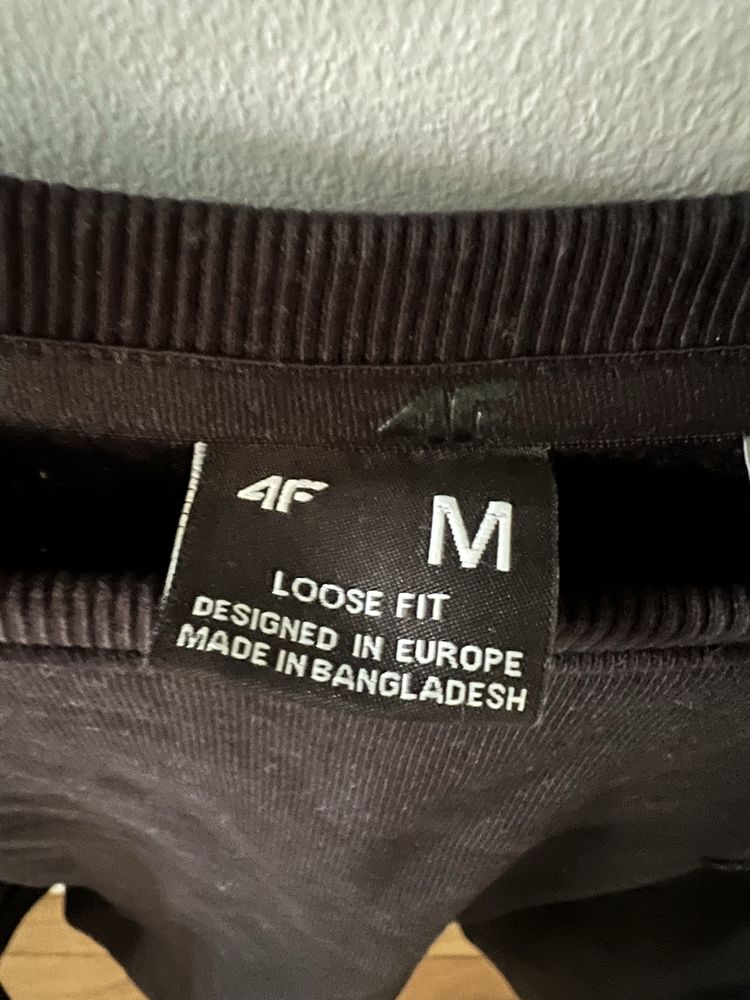 4F
4F M
LOOSE FIT
DESIGNED IN EUROPE
MADE IN BANGLADESH